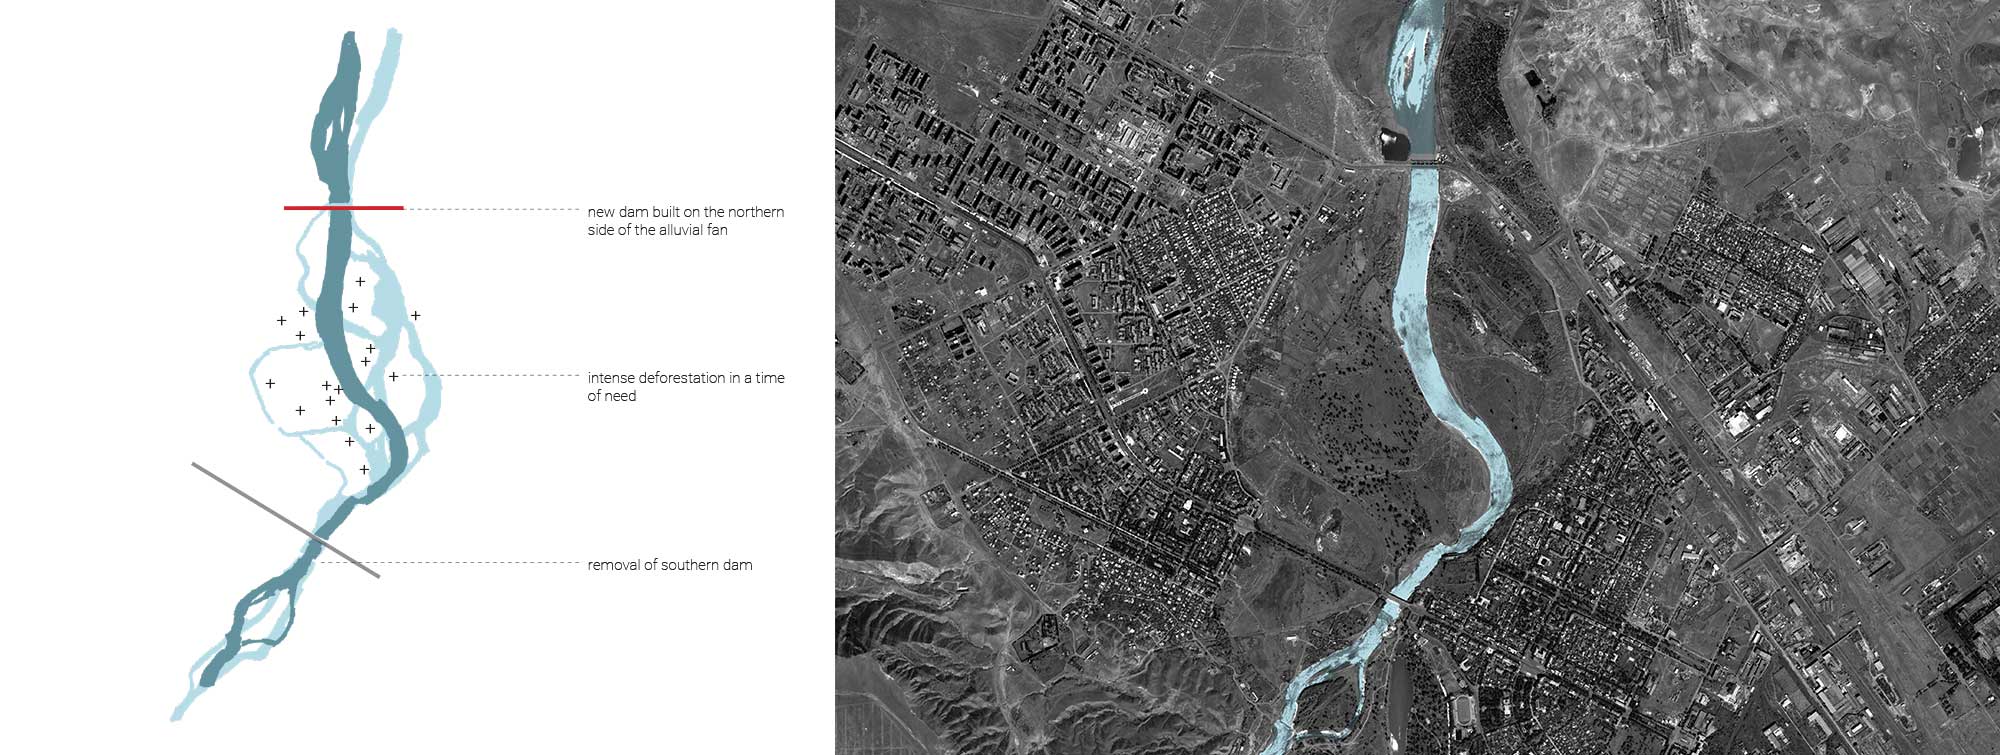 new dam built on the northern
side of the alluvial fan
intense deforestation in a time
of need
removal of southern dam